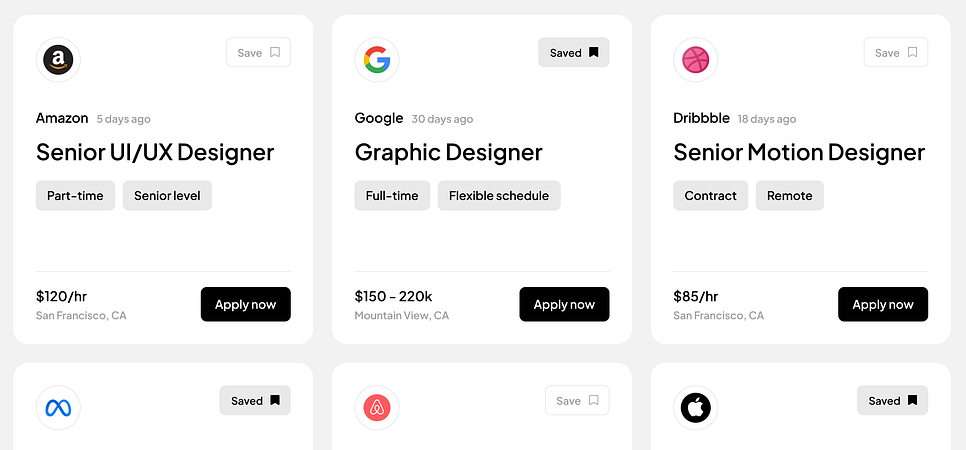 Save
Amazon 5 days ago
Senior UI/UX Designer
Part-time Senior level
$120/hr
San Francisco, CA
Apply now
Saved
Google 30 days ago
Graphic Designer
Full-time Flexible schedule
$150 - 220k
Mountain View, CA
Apply now
Save
Dribbble 18 days ago
Senior Motion Designer
Contract Remote
$85/hr
San Francisco, CA
Apply now
Saved
Save
Saved